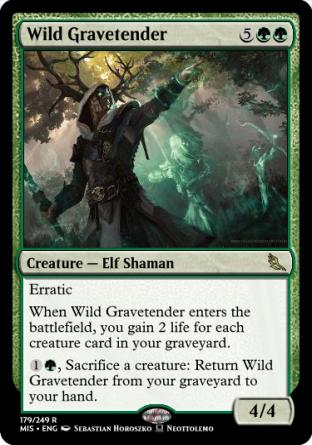 Wild Gravetender 5
Creature — Elf Shaman
Erratic
When Wild Gravetender enters the
battlefield, you gain 2 life for each
creature card in your graveyard.
1, Sacrifice a creature: Return Wild
Gravetender from your graveyard to
your hand.
4/4
179/249 R
MIS • ENG Sebastian Horoszko Neottolemo